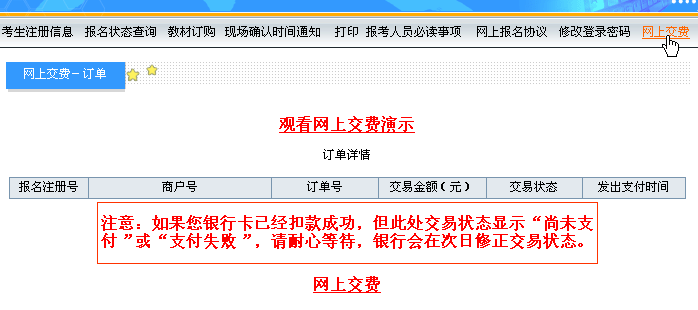 考生注册信息 报名状态查询 教材订购 现场确认时间通知 打印 报考人员必读事项 网上报名协议 修改登录密码 网上交费
网上交费－订单
观看网上交费演示
订单详情
报名注册号 商户号 订单号 交易金额（元） 交易状态 发出支付时间
注意：如果您银行卡已经扣款成功，但此处交易状态显示“尚未支
付 ”或“支付失败 ”，请耐心等待，银行会在次日修正交易状态。
网上交费